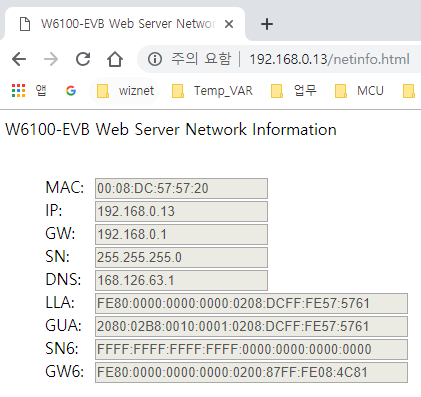 W6100-EVB Web Server Networ
주의 요함 | 192.168.0.13/netinfo.html
앱 wiznet Temp_VAR 업무 MCU
W6100-EVB Web Server Network Information
MAC: 00:08:DC:57:57:20
IP: 192.168.0.13
GW: 192.168.0.1
SN: 255.255.255.0
DNS: 168.126.63.1
LLA: FE80:0000:0000:0000:0208:DCFF:FE57:5761
GUA: 2080:02B8:0010:0001:0208:DCFF:FE57:5761
SN6: FFFF:FFFF:FFFF:FFFF:0000:0000:0000:0000
GW6: FE80:0000:0000:0000:0200:87FF:FE08:4C81